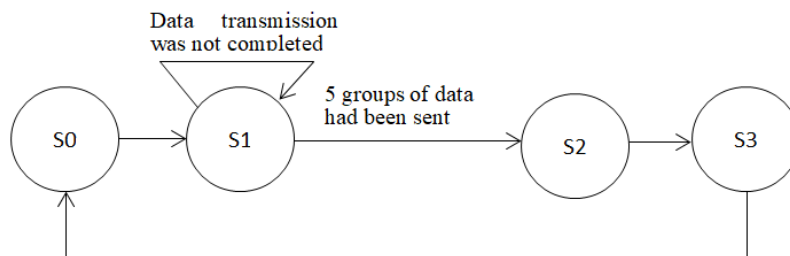 Data transmission
was not completed
5 groups of data
had been sent
S0
S1
S2
S3